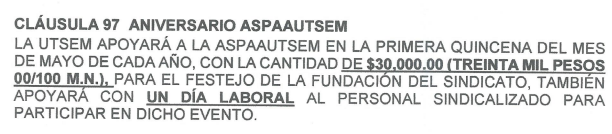 CLÁUSULA 97 ANIVERSARIO ASPAAUTSEM
LA UTSEM APOYARÁ A LA ASPAAUTSEM EN LA PRIMERA QUINCENA DEL MES
DE MAYO DE CADA AÑO, CON LA CANTIDAD DE $30,000.00 (TREINTA MIL PESOS
00/100 M.N.), PARA EL FESTEJO DE LA FUNDACIÓN DEL SINDICATO, TAMBIÉN
APOYARÁ CON UN DÍA LABORAL AL PERSONAL SINDICALIZADO PARA
PARTICIPAR EN DICHO EVENTO.